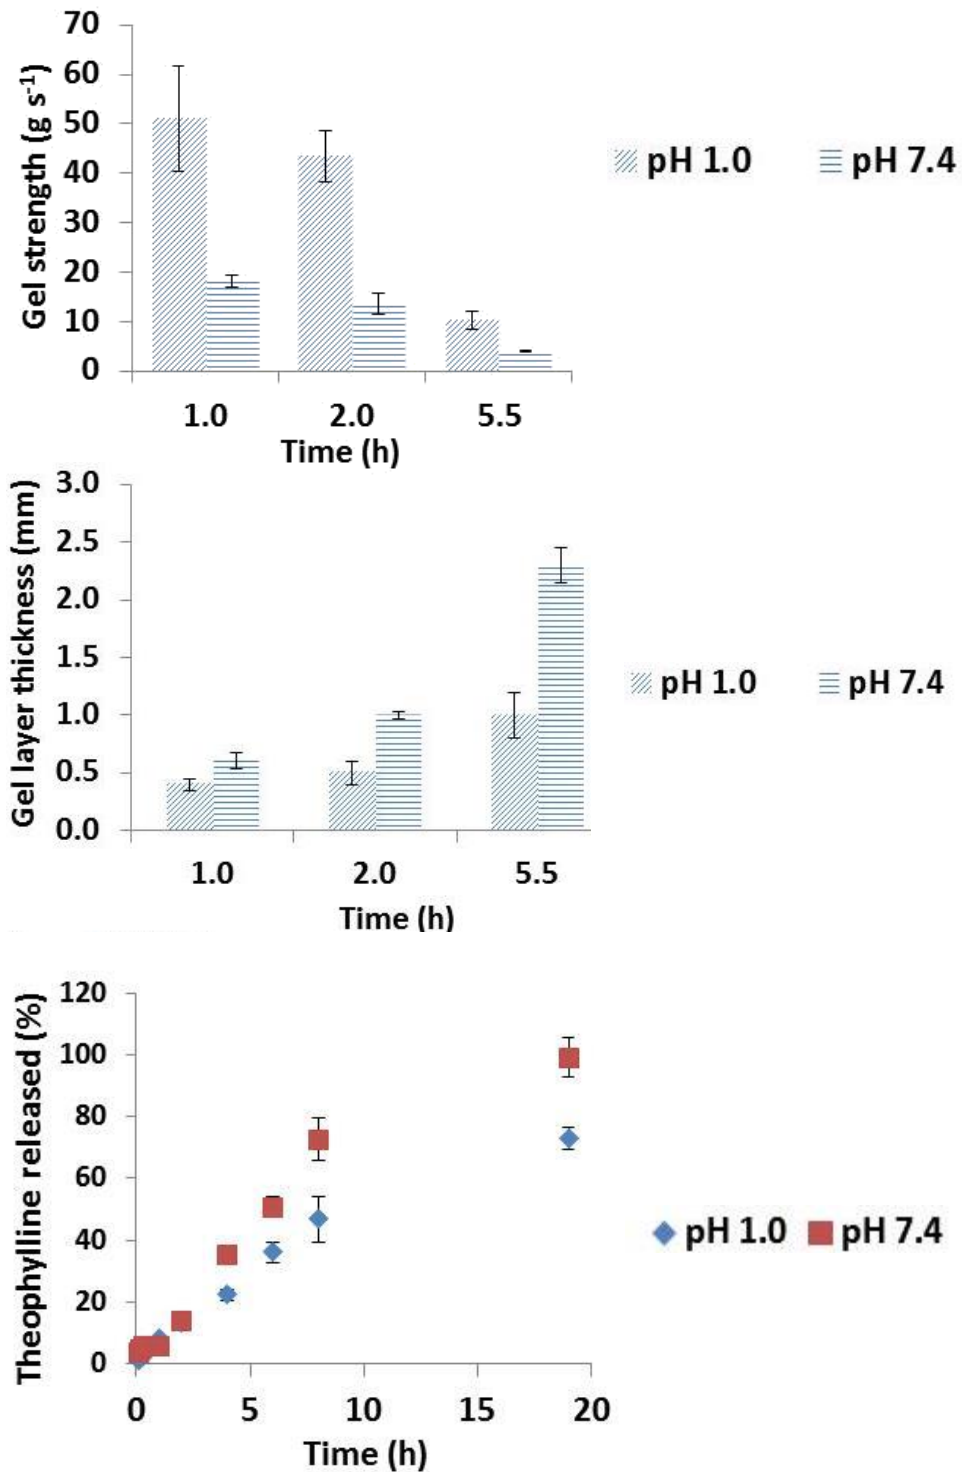 70
60
50
40
30
20
10
0
Gel strength (g s⁻¹)
1.0 2.0 5.5
Time (h)
pH 1.0 pH 7.4
3.0
2.5
2.0
1.5
1.0
0.5
0.0
Gel layer thickness (mm)
1.0 2.0 5.5
Time (h)
pH 1.0 pH 7.4
120
100
80
60
40
20
0
Theophylline released (%)
0 5 10 15 20
Time (h)
pH 1.0 pH 7.4